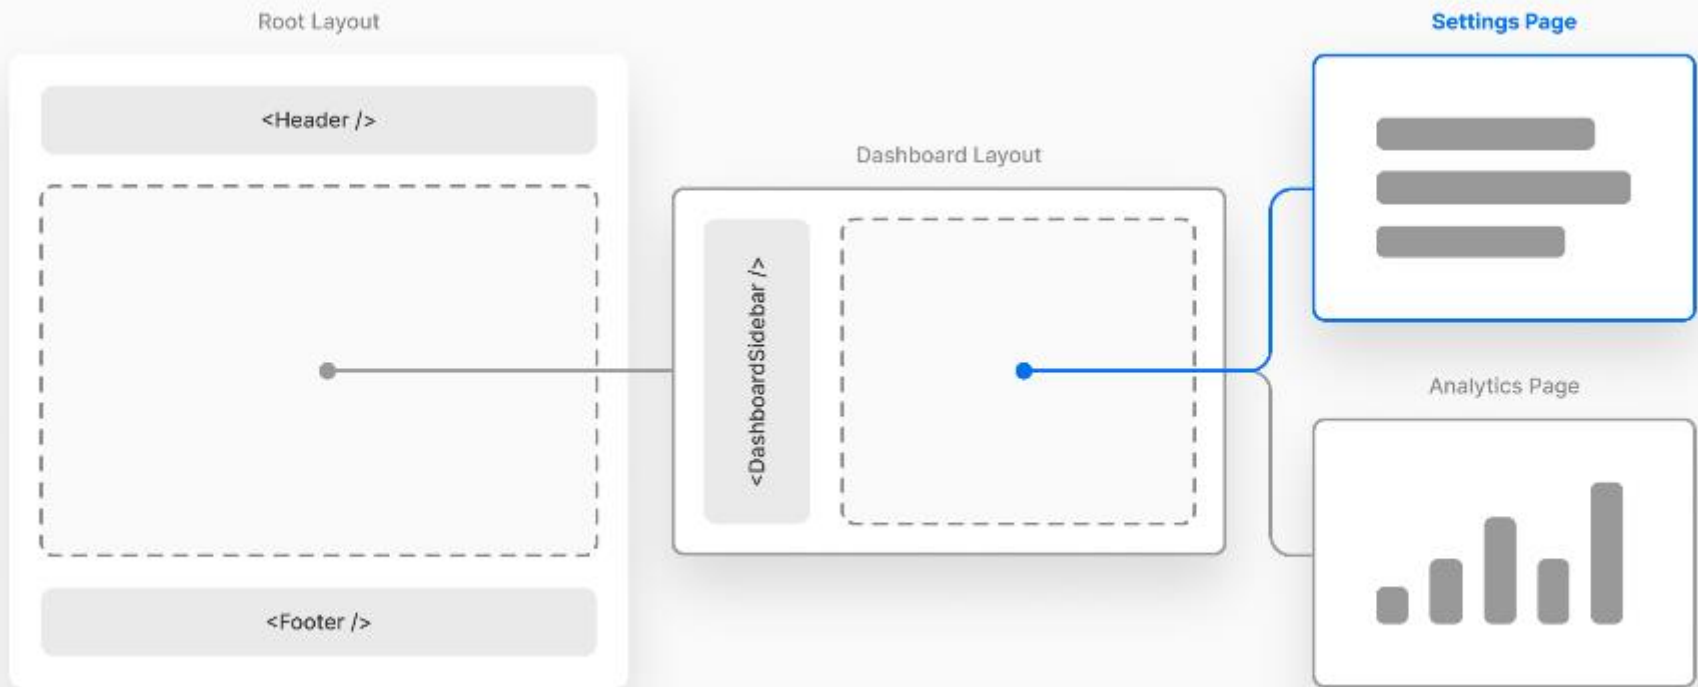 Root Layout
<Header />
<Footer />
Dashboard Layout
<DashboardSidebar />
Settings Page
Analytics Page